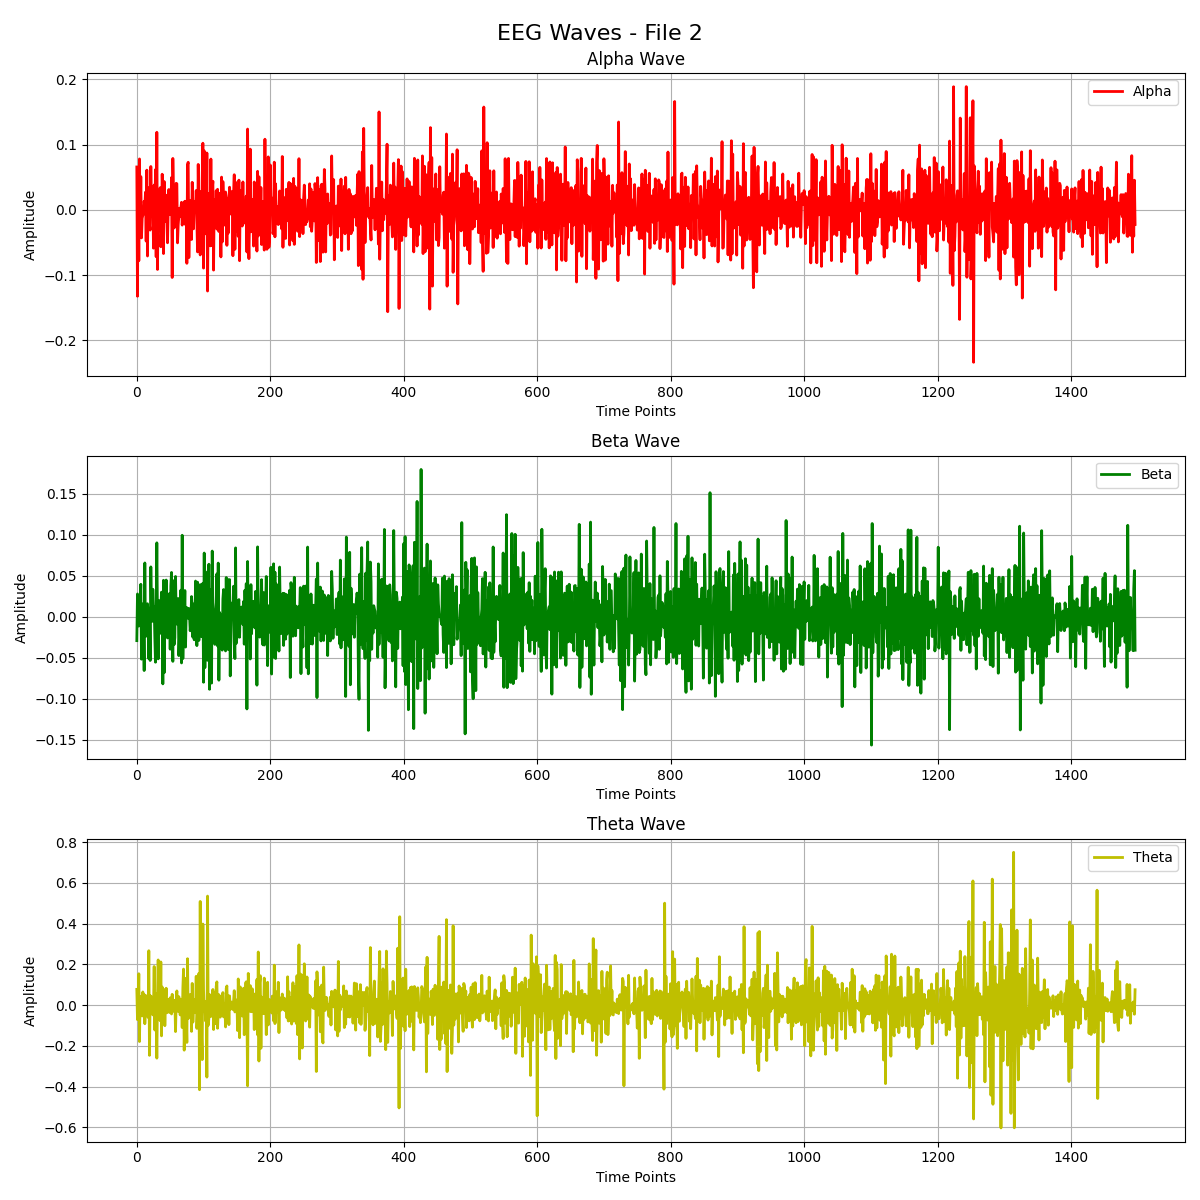 EEG Waves - File 2
Alpha Wave
Alpha
Amplitude
0.2
0.1
0.0
−0.1
−0.2
0 200 400 600 800 1000 1200 1400
Time Points
Beta Wave
Beta
Amplitude
0.15
0.10
0.05
0.00
−0.05
−0.10
−0.15
0 200 400 600 800 1000 1200 1400
Time Points
Theta Wave
Theta
Amplitude
0.8
0.6
0.4
0.2
0.0
−0.2
−0.4
−0.6
0 200 400 600 800 1000 1200 1400
Time Points